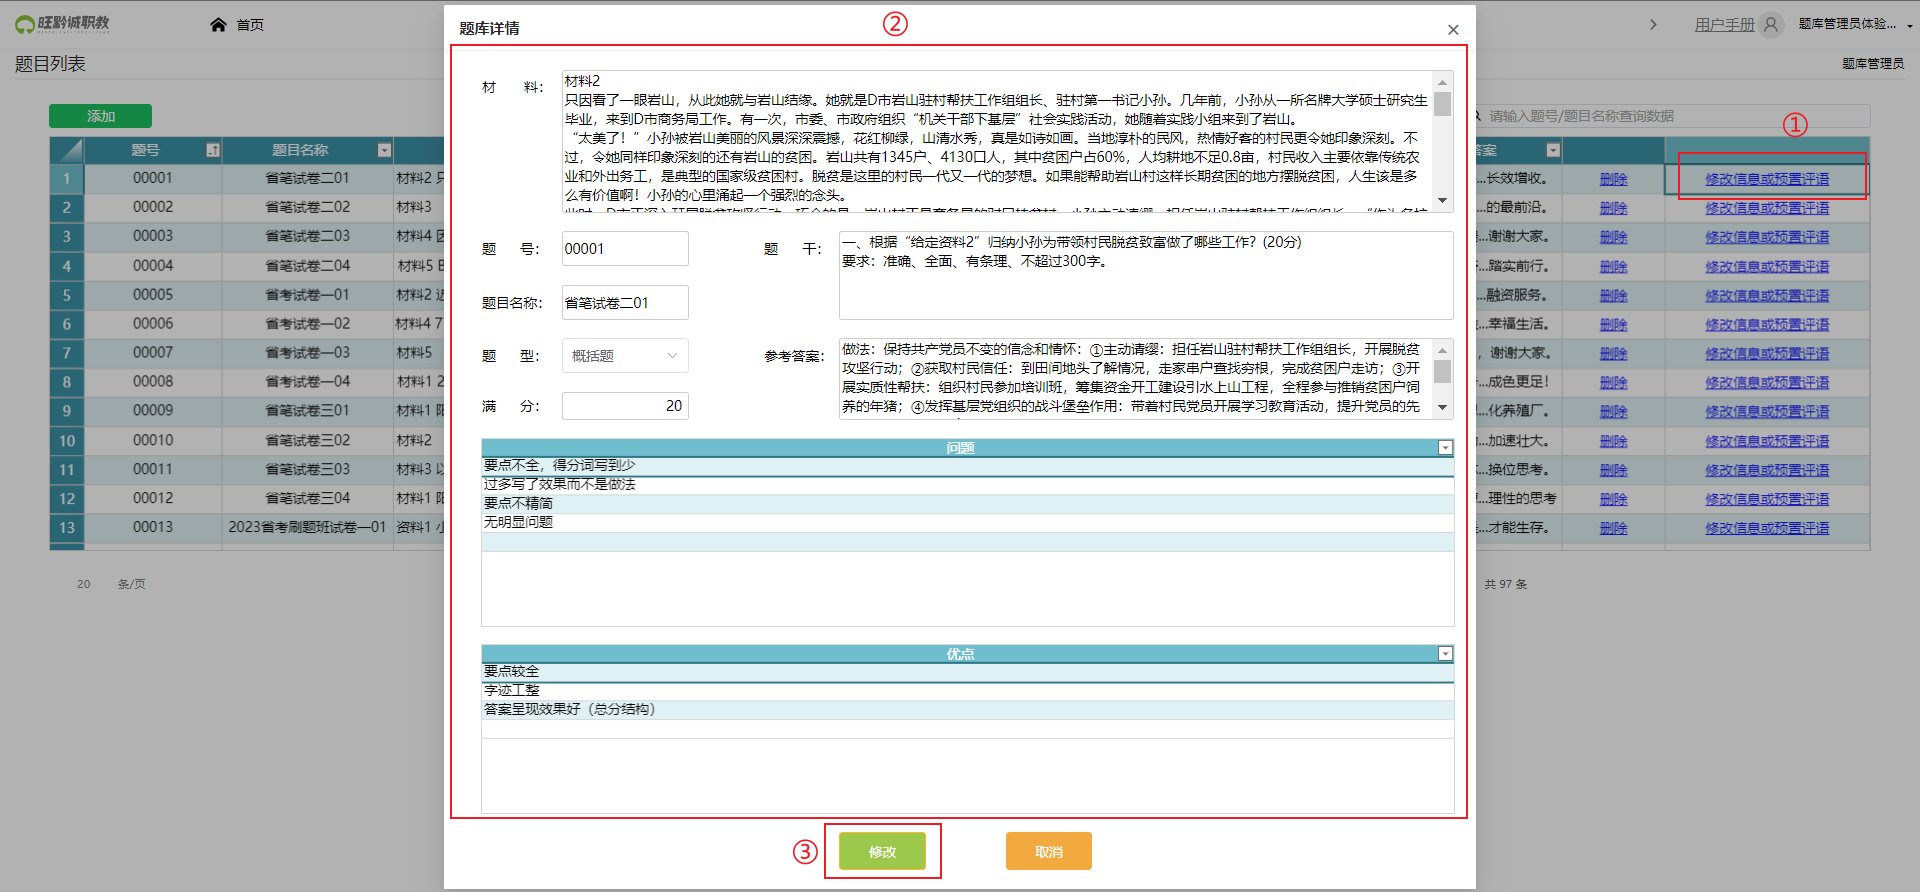 旺黔诚职教
首页
用户手册
题库管理员体验...
题目列表
题库管理员
添加
请输入题号/题目名称查询数据
①
题号 题目名称
答案
1 00001 省笔试卷二01 材料2
...长效增收。 删除 修改信息或预置评语
2 00002 省笔试卷二02 材料3
...的最前沿。 删除 修改信息或预置评语
3 00003 省笔试卷二03 材料4
...谢谢大家。 删除 修改信息或预置评语
4 00004 省笔试卷二04 材料5
...踏实前行。 删除 修改信息或预置评语
5 00005 省考试卷一01 材料2
...融资服务。 删除 修改信息或预置评语
6 00006 省考试卷一02 材料4
...幸福生活。 删除 修改信息或预置评语
7 00007 省考试卷一03 材料5
，谢谢大家。 删除 修改信息或预置评语
8 00008 省考试卷一04 材料1
...成色更足！ 删除 修改信息或预置评语
9 00009 省笔试卷三01 材料1
...化养殖厂。 删除 修改信息或预置评语
10 00010 省笔试卷三02 材料2
...加速壮大。 删除 修改信息或预置评语
11 00011 省笔试卷三03 材料3
...换位思考。 删除 修改信息或预置评语
12 00012 省笔试卷三04 材料1
...理性的思考 删除 修改信息或预置评语
13 00013 2023省考刷题班试卷一01 资料1
...才能生存。 删除 修改信息或预置评语
20 条/页
共 97 条
题库详情
②
材 料：
材料2
只因看了一眼岩山，从此她就与岩山结缘。她就是D市岩山驻村帮扶工作组组长、驻村第一书记小孙。几年前，小孙从一所名牌大学硕士研究生
毕业，来到D市商务局工作。有一次，市委、市政府组织“机关干部下基层”社会实践活动，她随着实践小组来到了岩山。
“太美了！”小孙被岩山美丽的风景深深震撼，花红柳绿，山清水秀，真是如诗如画。当地淳朴的民风，热情好客的村民更令她印象深刻。不
过，令她同样印象深刻的还有岩山的贫困。岩山共有1345户、4130口人，其中贫困户占60%，人均耕地不足0.8亩，村民收入主要依靠传统农
业和外出务工，是典型的国家级贫困村。脱贫是这里的村民一代又一代的梦想。如果能帮助岩山村这样长期贫困的地方摆脱贫困，人生该是多
么有价值啊！小孙的心里涌起一个强烈的念头。
题 号： 00001
题 干：
一、根据“给定资料2”归纳小孙为带领村民脱贫致富做了哪些工作？(20分)
要求：准确、全面、有条理、不超过300字。
题目名称： 省笔试卷二01
题 型： 概括题
参考答案：
做法：保持共产党员不变的信念和情怀：①主动请缨：担任岩山驻村帮扶工作组组长，开展脱贫
攻坚行动；②获取村民信任：到田间地头了解情况，走家串户查找穷根，完成贫困户走访；③开
展实质性帮扶：组织村民参加培训班，筹集资金开工建设引水上山工程，全程参与推销贫困户饲
养的年猪；④发挥基层党组织的战斗堡垒作用：带着村民党员开展学习教育活动，提升党员的先
满 分： 20
问题
要点不全，得分词写到少
过多写了效果而不是做法
要点不精简
无明显问题
优点
要点较全
字迹工整
答案呈现效果好（总分结构）
③
修改
取消